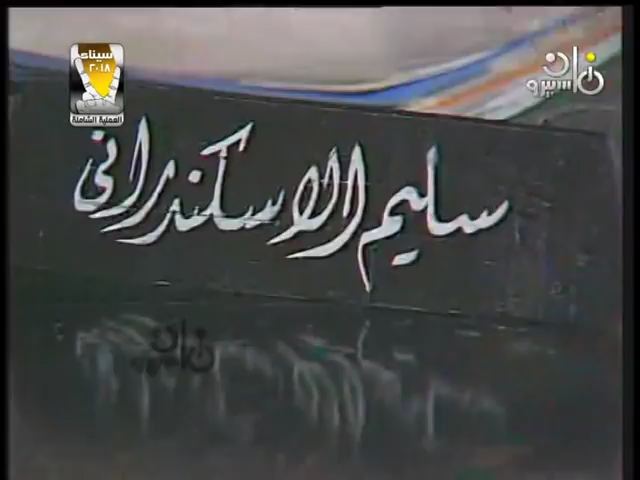 سيناء
٢٠١٨
العملية الشاملة
ماسبيرو
زمان
سليم الاسكندرانى